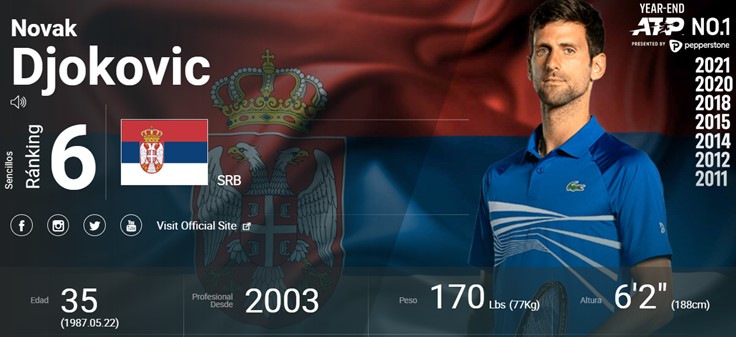 Novak
Djokovic
Sencillos
Ránking
6
SRB
Visit Official Site
YEAR-END
ATP NO.1
PRESENTED BY pepperstone
2021
2020
2018
2015
2014
2012
2011
Edad
35
(1987.05.22)
Profesional
Desde
2003
Peso
170 Lbs (77Kg)
Altura
6'2" (188cm)